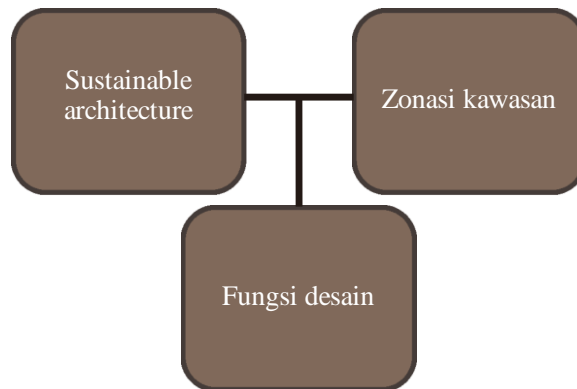 Sustainable
architecture
Zonasi kawasan
Fungsi desain